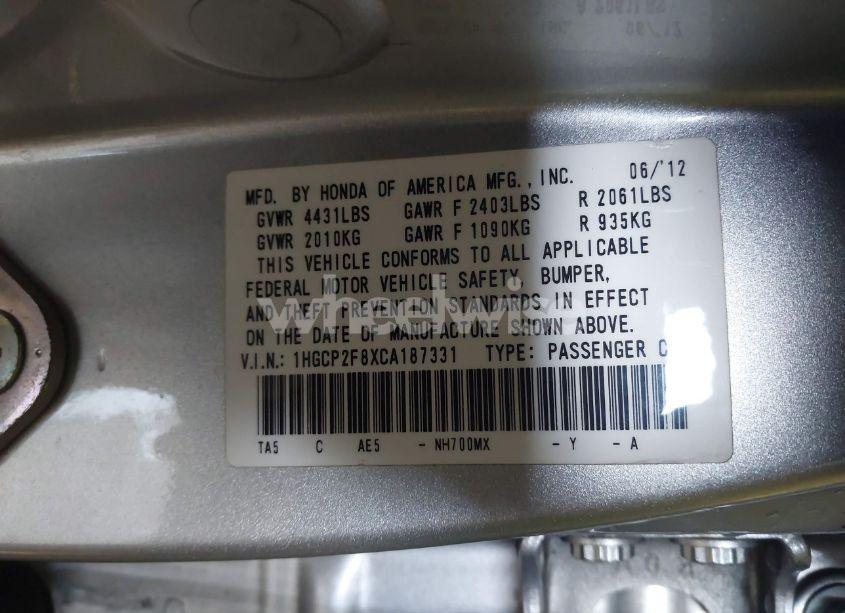 MFD. BY HONDA OF AMERICA MFG., INC. 06/'12
GVWR 4431LBS GAWR F 2403LBS R 2061LBS
GVWR 2010KG GAWR F 1090KG R 935KG
THIS VEHICLE CONFORMS TO ALL APPLICABLE
FEDERAL MOTOR VEHICLE SAFETY, BUMPER,
AND THEFT PREVENTION STANDARDS IN EFFECT
ON THE DATE OF MANUFACTURE SHOWN ABOVE.
V.I.N.: 1HGCP2F8XCA187331 TYPE: PASSENGER C
TA5 C AE5 - NH700MX - Y - A
wheelwise